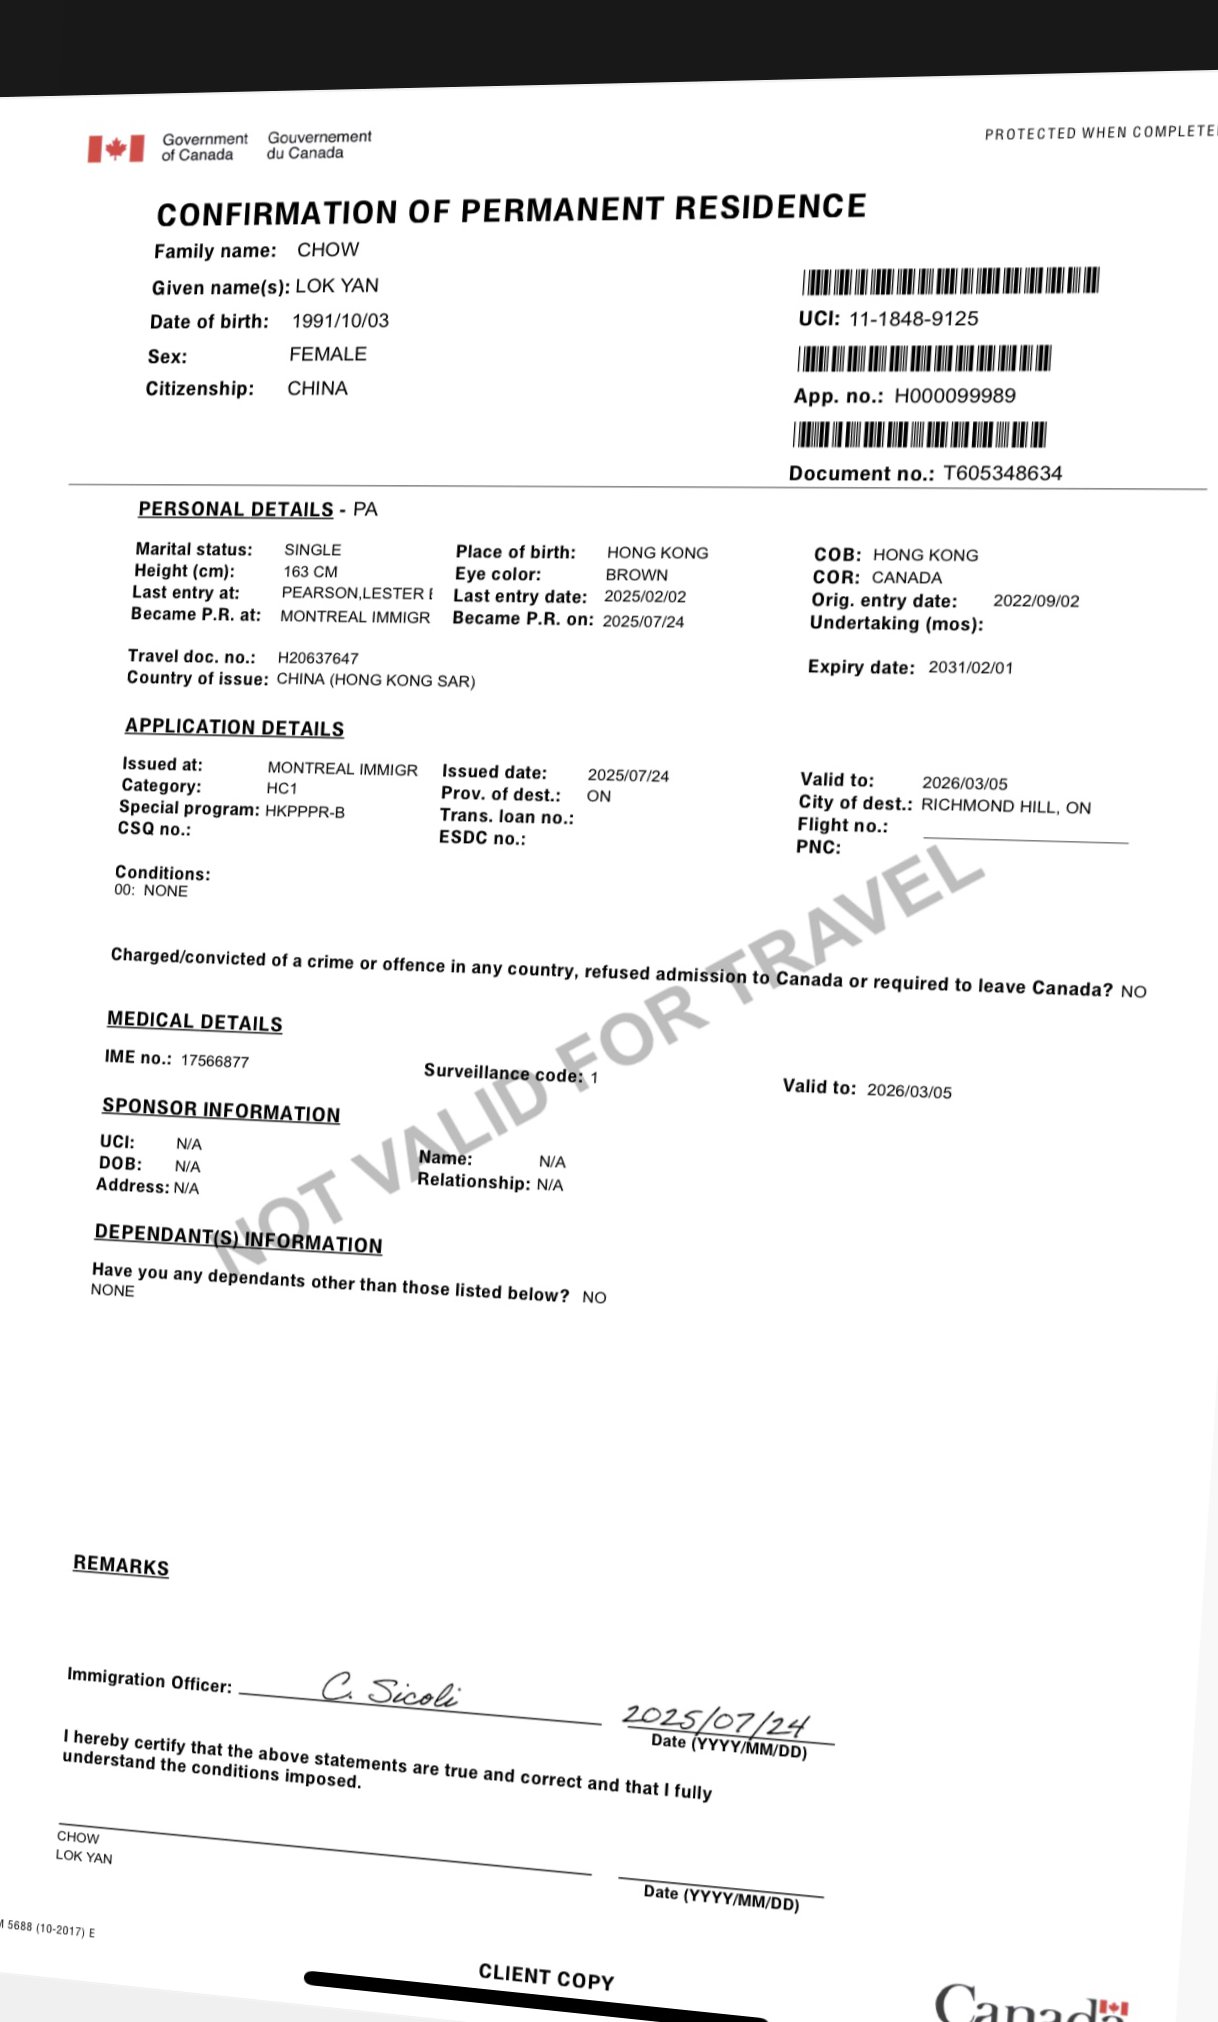 Government of Canada Gouvernement du Canada
PROTECTED WHEN COMPLETE
CONFIRMATION OF PERMANENT RESIDENCE
Family name: CHOW
Given name(s): LOK YAN
Date of birth: 1991/10/03
Sex: FEMALE
Citizenship: CHINA
UCI: 11-1848-9125
App. no.: H000099989
Document no.: T605348634
PERSONAL DETAILS - PA
Marital status: SINGLE Place of birth: HONG KONG COB: HONG KONG
Height (cm): 163 CM Eye color: BROWN COR: CANADA
Last entry at: PEARSON,LESTER Last entry date: 2025/02/02 Orig. entry date: 2022/09/02
Became P.R. at: MONTREAL IMMIGR Became P.R. on: 2025/07/24 Undertaking (mos):
Travel doc. no.: H20637647 Expiry date: 2031/02/01
Country of issue: CHINA (HONG KONG SAR)
APPLICATION DETAILS
Issued at: MONTREAL IMMIGR Issued date: 2025/07/24 Valid to: 2026/03/05
Category: HC1 Prov. of dest.: ON City of dest.: RICHMOND HILL, ON
Special program: HKPPPR-B Trans. loan no.: Flight no.:
CSQ no.: ESDC no.: PNC:
Conditions:
00: NONE
NOT VALID FOR TRAVEL
Charged/convicted of a crime or offence in any country, refused admission to Canada or required to leave Canada? NO
MEDICAL DETAILS
IME no.: 17566877 Surveillance code: 1 Valid to: 2026/03/05
SPONSOR INFORMATION
UCI: N/A
DOB: N/A Name: N/A
Address: N/A Relationship: N/A
DEPENDANT(S) INFORMATION
Have you any dependants other than those listed below? NO
NONE
REMARKS
Immigration Officer: C. Sicoli 2025/07/24
Date (YYYY/MM/DD)
I hereby certify that the above statements are true and correct and that I fully
understand the conditions imposed.
CHOW
LOK YAN
Date (YYYY/MM/DD)
M 5688 (10-2017) E
CLIENT COPY
Canada